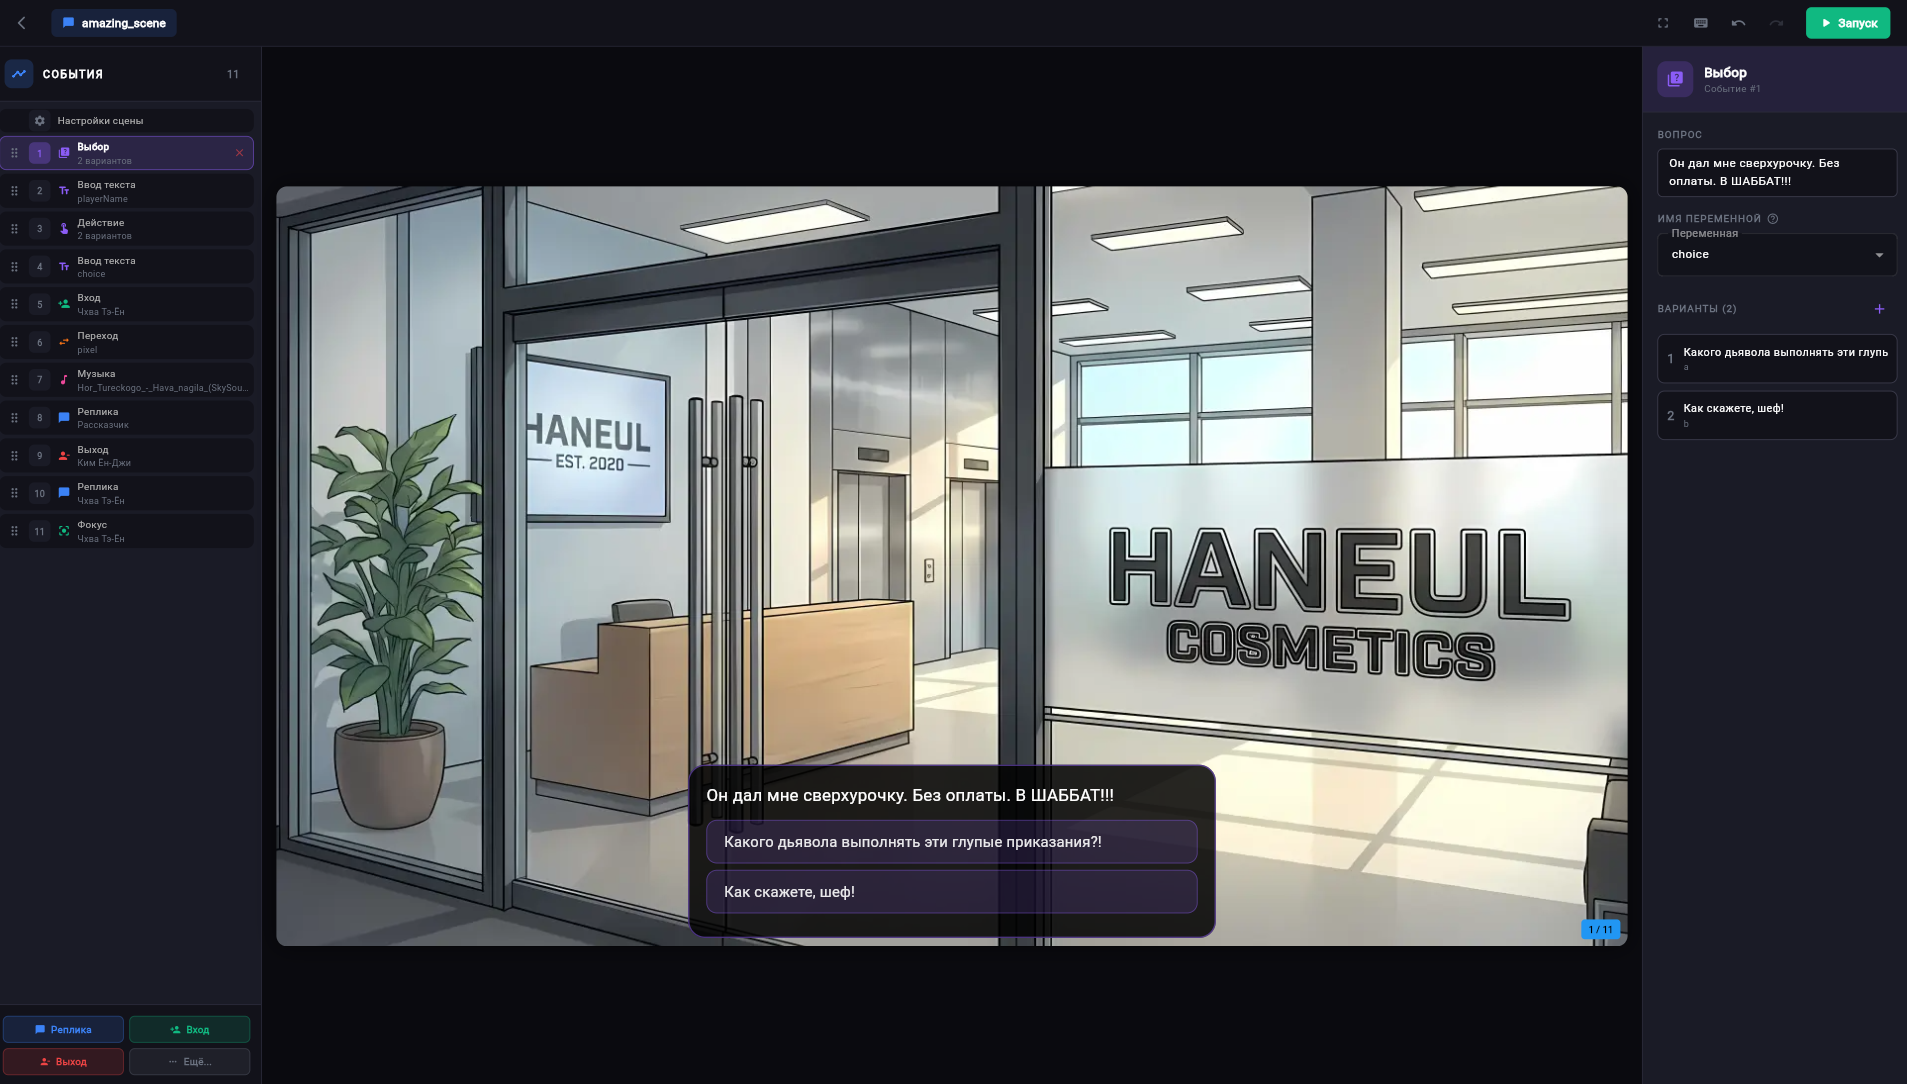 amazing_scene
Запуск
СОБЫТИЯ
11
Настройки сцены
1
Выбор
2 вариантов
2
Ввод текста
playerName
3
Действие
2 вариантов
4
Ввод текста
choice
5
Вход
Чхва Тэ-Ён
6
Переход
pixel
7
Музыка
Hor_Tureckogo_-_Hava_nagila_(SkySou...
8
Реплика
Рассказчик
9
Выход
Ким Ён-Джи
10
Реплика
Чхва Тэ-Ён
11
Фокус
Чхва Тэ-Ён
Реплика
Вход
Выход
Ещё...
HANEUL
EST. 2020
HANEUL
COSMETICS
Он дал мне сверхурочку. Без оплаты. В ШАББАТ!!!
Какого дьявола выполнять эти глупые приказания?!
Как скажете, шеф!
1 / 11
Выбор
Событие #1
ВОПРОС
Он дал мне сверхурочку. Без
оплаты. В ШАББАТ!!!
ИМЯ ПЕРЕМЕННОЙ
Переменная
choice
ВАРИАНТЫ (2)
1
Какого дьявола выполнять эти глупь
a
2
Как скажете, шеф!
b